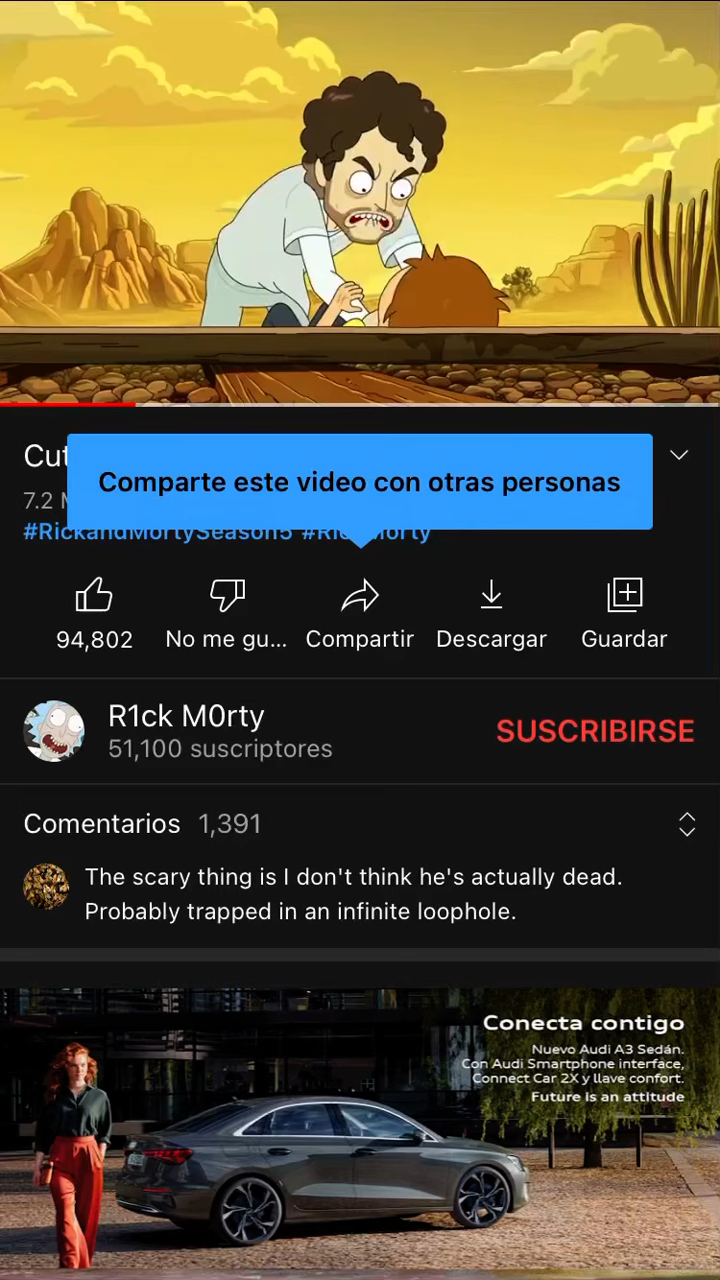 Cut
Comparte este video con otras personas
7.2 M
#RickandMortySeason5 #RickMorty
94,802
No me gu...
Compartir
Descargar
Guardar
R1ck M0rty
51,100 suscriptores
SUSCRIBIRSE
Comentarios 1,391
The scary thing is I don't think he's actually dead.
Probably trapped in an infinite loophole.
Conecta contigo
Nuevo Audi A3 Sedán.
Con Audi Smartphone interface,
Connect Car 2X y llave confort.
Future is an attitude